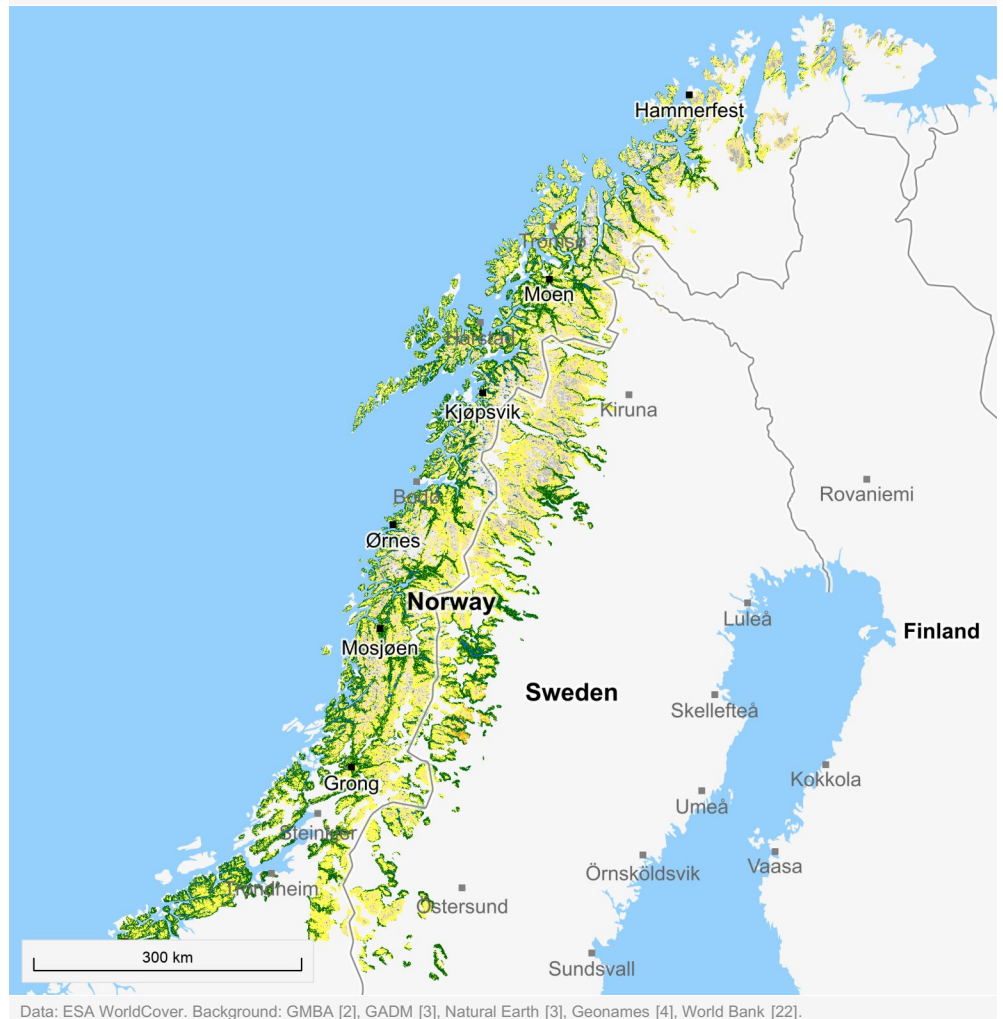 Hammerfest
Tromsø
Moen
Harstad
Kjøpsvik
Kiruna
Bodø
Rovaniemi
Ørnes
Norway
Luleå
Finland
Mosjøen
Sweden
Skellefteå
Grong
Kokkola
Umeå
Steinkjer
Örnsköldsvik
Vaasa
Trondheim
Östersund
300 km
Sundsvall
Data: ESA WorldCover. Background: GMBA [2], GADM [3], Natural Earth [3], Geonames [4], World Bank [22].